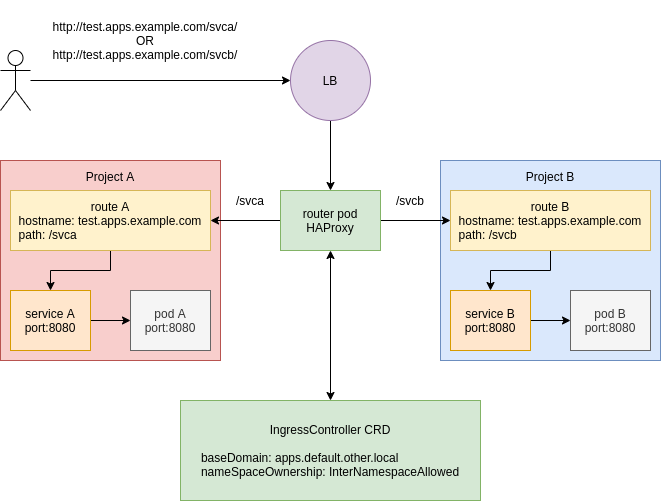 http://test.apps.example.com/svca/
OR
http://test.apps.example.com/svcb/
LB
Project A
route A
hostname: test.apps.example.com
path: /svca
service A
port:8080
pod A
port:8080
/svca
router pod
HAProxy
/svcb
Project B
route B
hostname: test.apps.example.com
path: /svcb
service B
port:8080
pod B
port:8080
IngressController CRD
baseDomain: apps.default.other.local
nameSpaceOwnership: InterNamespaceAllowed